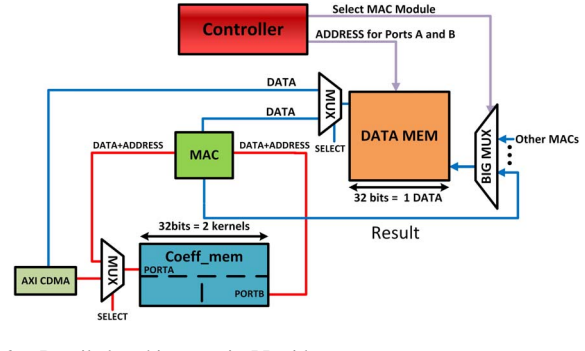 Select MAC Module
Controller
ADDRESS for Ports A and B
DATA
MUX
DATA
DATA MEM
BIG MUX
Other MACs
DATA+ADDRESS
MAC
DATA+ADDRESS
SELECT
32 bits = 1 DATA
32bits = 2 kernels
Result
Coeff_mem
MUX
PORTA
AXI CDMA
PORTB
SELECT